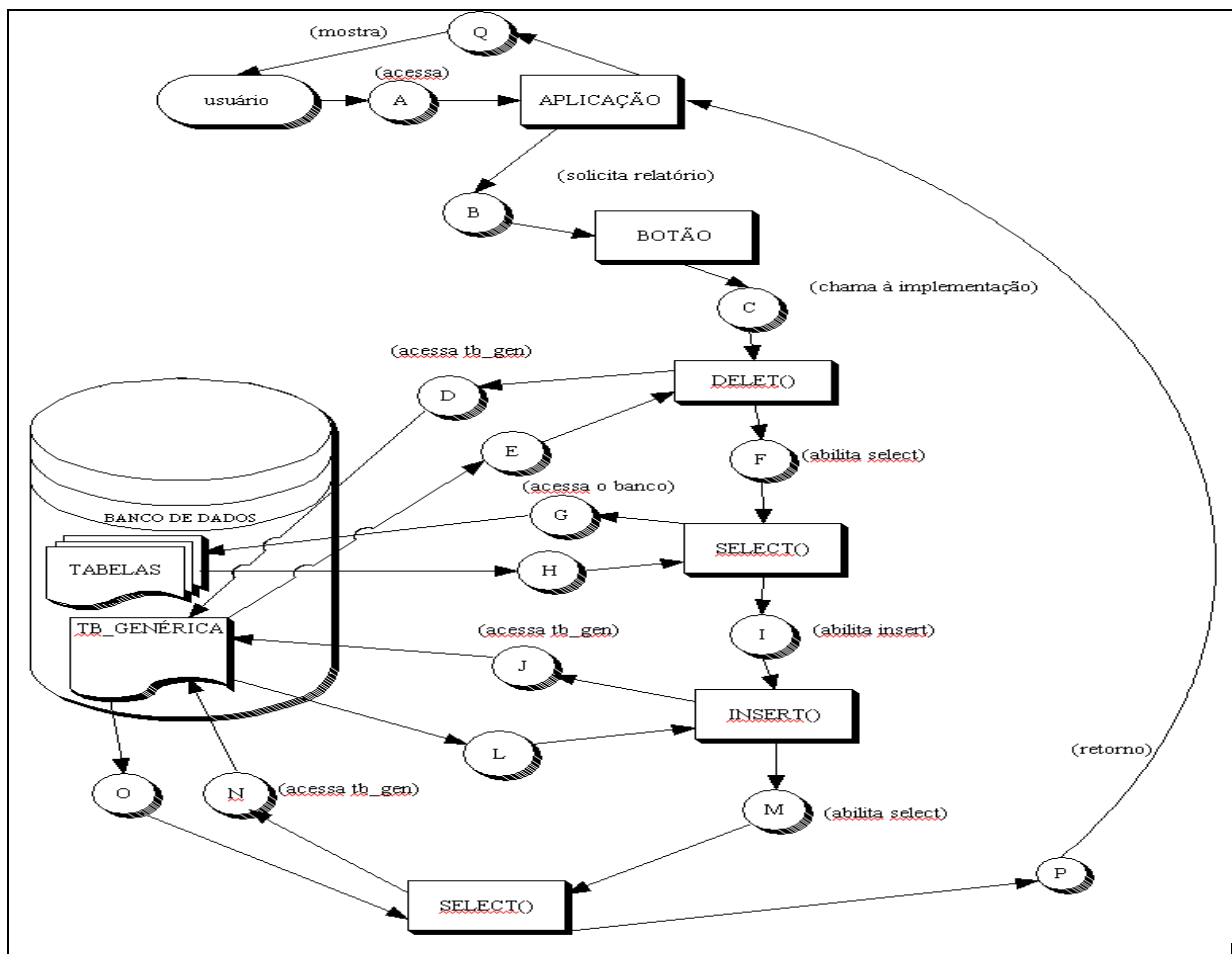 (mostra)
Q
(acessa)
usuário
A
APLICAÇÃO
(solicita relatório)
B
BOTÃO
C
(chama à implementação)
(acessa tb_gen)
DELET()
D
E
F
(abilita select)
(acessa o banco)
G
BANCO DE DADOS
SELECT()
TABELAS
H
TB_GENÉRICA
(acessa tb_gen)
I
(abilita insert)
J
INSERT()
L
(retorno)
O
N
(acessa tb_gen)
M
(abilita select)
P
SELECT()